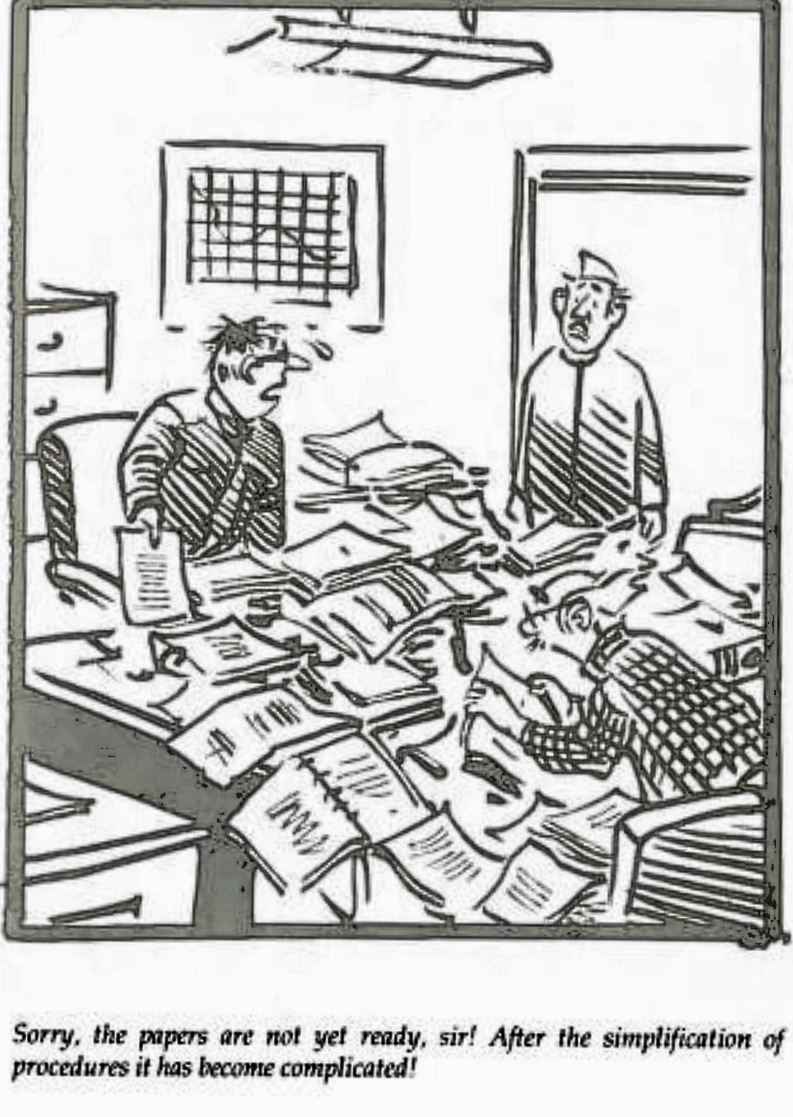 Sorry, the papers are not yet ready, sir! After the simplification of
procedures it has become complicated!